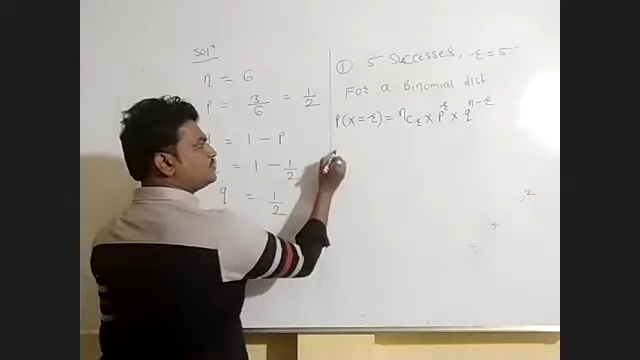 Solⁿ
n = 6
p = 3/6 = 1/2
= 1 - p
= 1 - 1/2
q = 1/2
① 5 Successes, r = 5
For a Binomial dist
P(X = r) = nCr × p^r × q^(n-r)